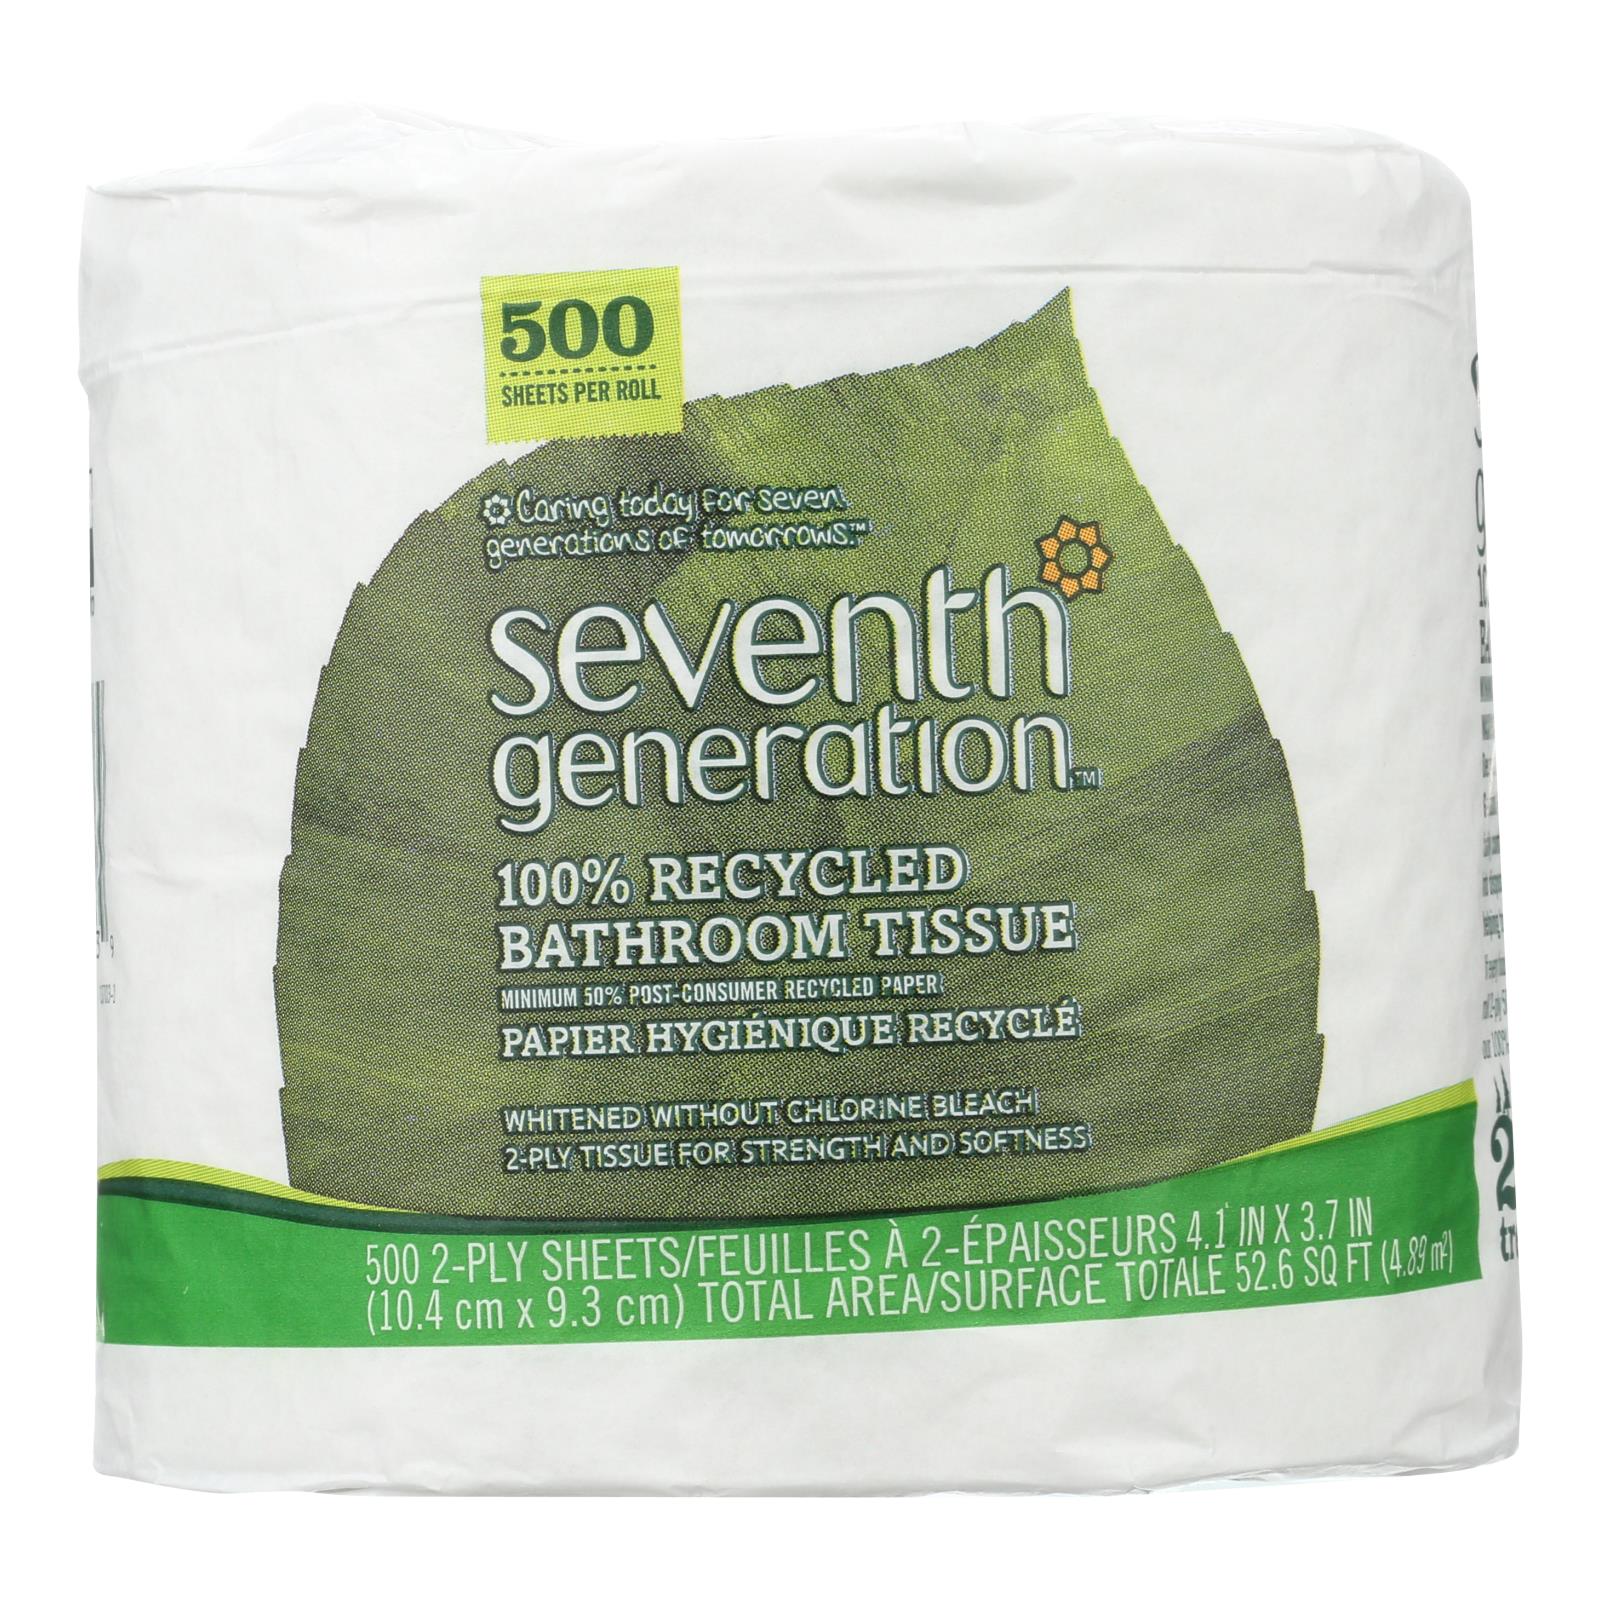 500
SHEETS PER ROLL
Caring today for seven
generations of tomorrows.™
seventh
generation™
100% RECYCLED
BATHROOM TISSUE
MINIMUM 50% POST-CONSUMER RECYCLED PAPER
PAPIER HYGIÉNIQUE RECYCLÉ
WHITENED WITHOUT CHLORINE BLEACH
2-PLY TISSUE FOR STRENGTH AND SOFTNESS
500 2-PLY SHEETS/FEUILLES À 2-ÉPAISSEURS 4.1 IN X 3.7 IN
(10.4 cm x 9.3 cm) TOTAL AREA/SURFACE TOTALE 52.6 SQ FT (4.89 m²)